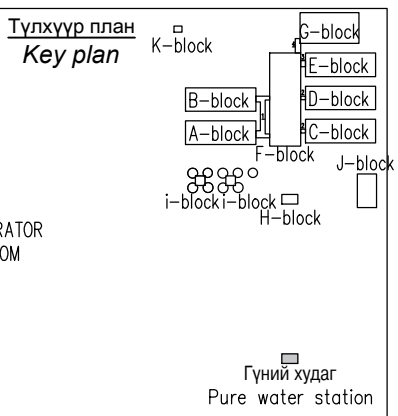 Түлхүүр план
Key plan
K-block
G-block
E-block
B-block
D-block
A-block
C-block
F-block
J-block
i-block i-block
H-block
RATOR
OM
Гүний худаг
Pure water station